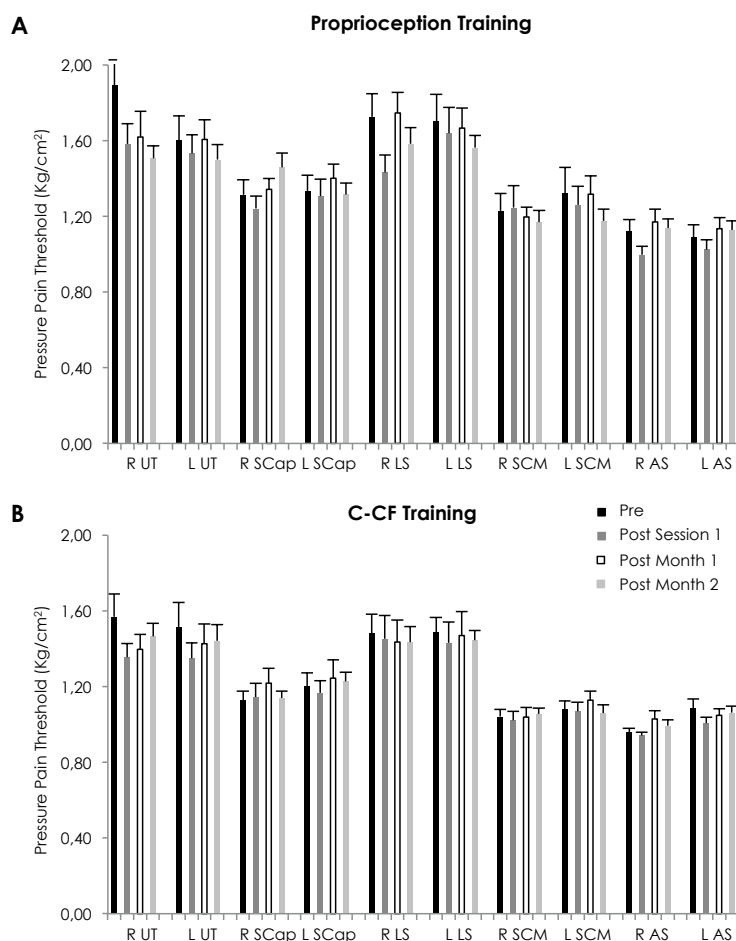 A
Proprioception Training
Pressure Pain Threshold (Kg/cm²)
2,00
1,60
1,20
0,80
0,40
0,00
R UT L UT R SCap L SCap R LS L LS R SCM L SCM R AS L AS
B
C-CF Training
Pre
Post Session 1
Post Month 1
Post Month 2
Pressure Pain Threshold (Kg/cm²)
2,00
1,60
1,20
0,80
0,40
0,00
R UT L UT R SCap L SCap R LS L LS R SCM L SCM R AS L AS